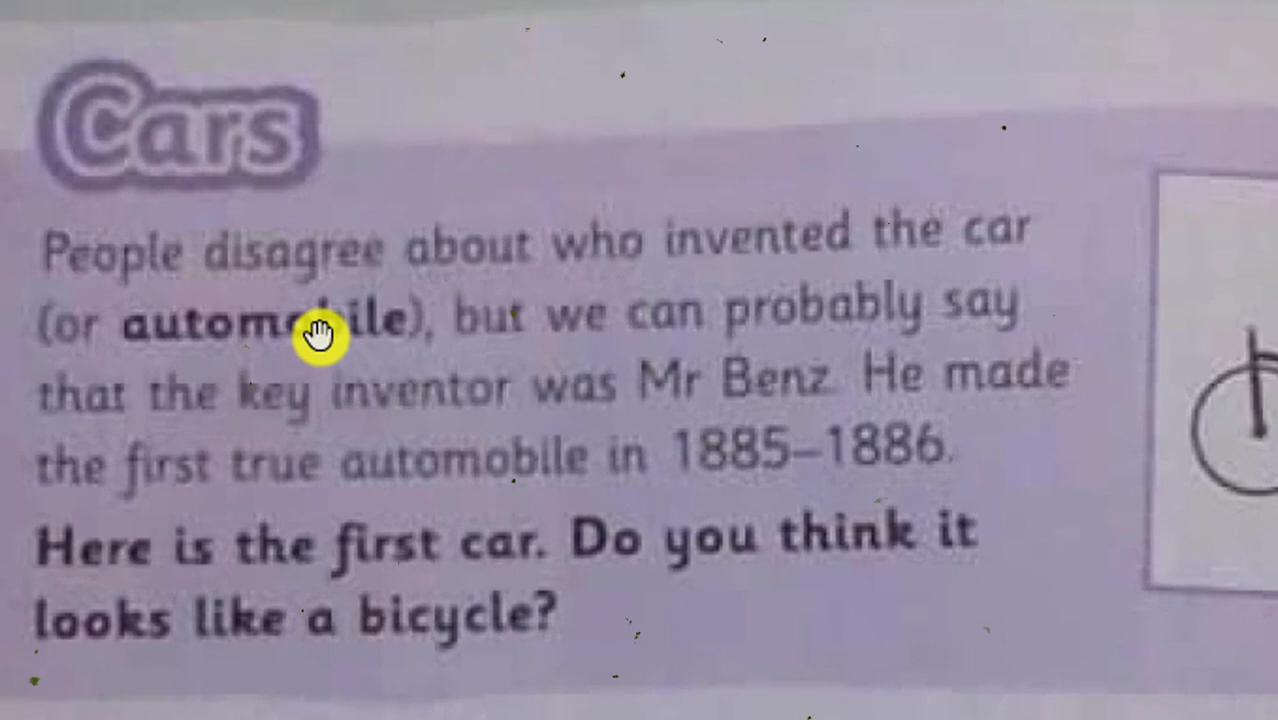 Cars
People disagree about who invented the car
(or automobile), but we can probably say
that the key inventor was Mr Benz. He made
the first true automobile in 1885–1886.
Here is the first car. Do you think it
looks like a bicycle?